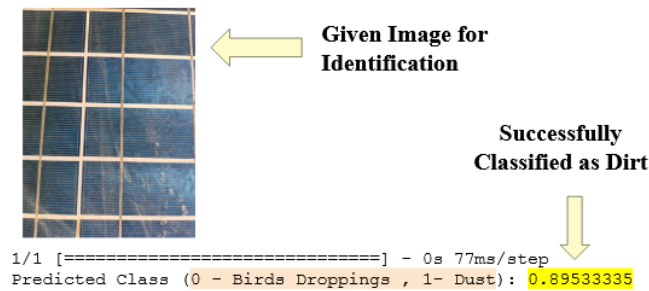 Given Image for
Identification
Successfully
Classified as Dirt
1/1 [==============================] - 0s 77ms/step
Predicted Class (0 - Birds Droppings , 1- Dust): 0.89533335